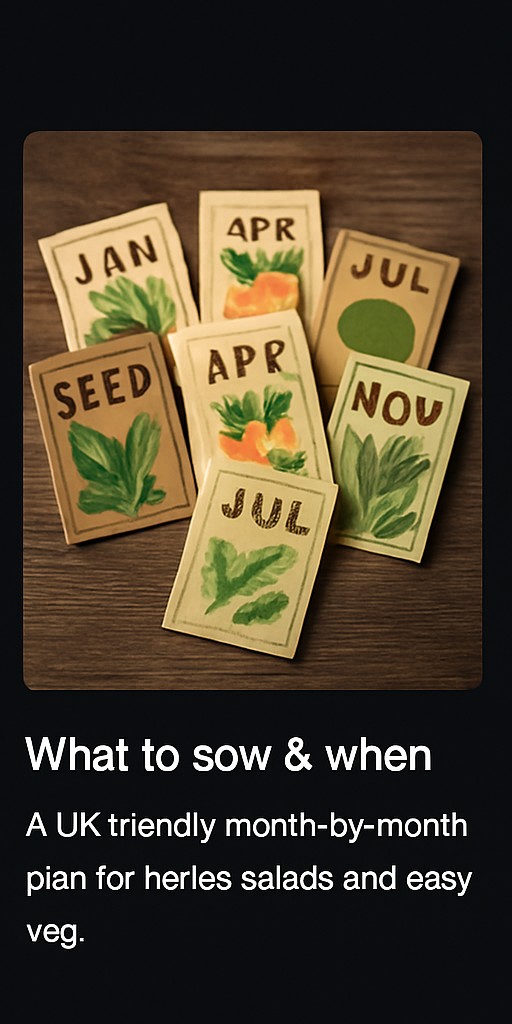 JAN
APR
JUL
SEED
APR
NOV
JUL
What to sow & when
A UK triendly month-by-month
pian for herles salads and easy
veg.